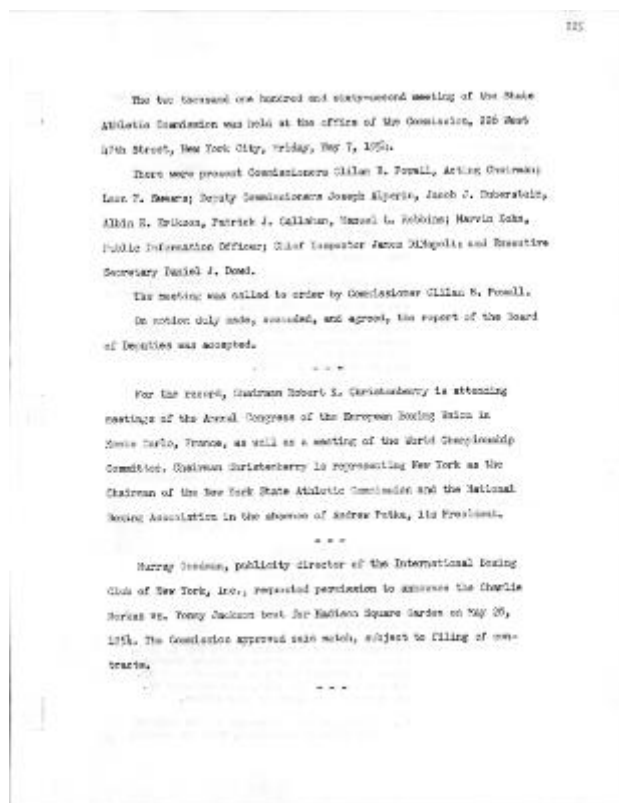 225
The two thousand one hundred and sixty-second meeting of the State
Athletic Commission was held at the office of the Commission, 226 West
47th Street, New York City, Friday, May 7, 1954.
There were present Commissioners Clilan B. Powell, Acting Chairman;
Leon F. Swears; Deputy Commissioners Joseph Alperin, Jacob J. Duberstein,
Albin E. Erikson, Patrick J. Callahan, Manuel L. Robbins; Marvin Kohn,
Public Information Officer; Chief Inspector James DiNapoli; and Executive
Secretary Daniel J. Dowd.
The meeting was called to order by Commissioner Clilan B. Powell.
On motion duly made, seconded, and agreed, the report of the Board
of Deputies was accepted.
- - -
For the record, Chairman Robert K. Christenberry is attending
meetings of the Annual Congress of the European Boxing Union in
Monte Carlo, France, as well as a meeting of the World Championship
Committee. Chairman Christenberry is representing New York as the
Chairman of the New York State Athletic Commission and the National
Boxing Association in the absence of Andrew Putka, its President.
- - -
Murray Goodman, publicity director of the International Boxing
Club of New York, Inc., requested permission to announce the Charlie
vs. Tommy Jackson bout for Madison Square Garden on May 28,
1954. The Commission approved said match, subject to filing of con-
tracts.
- - -